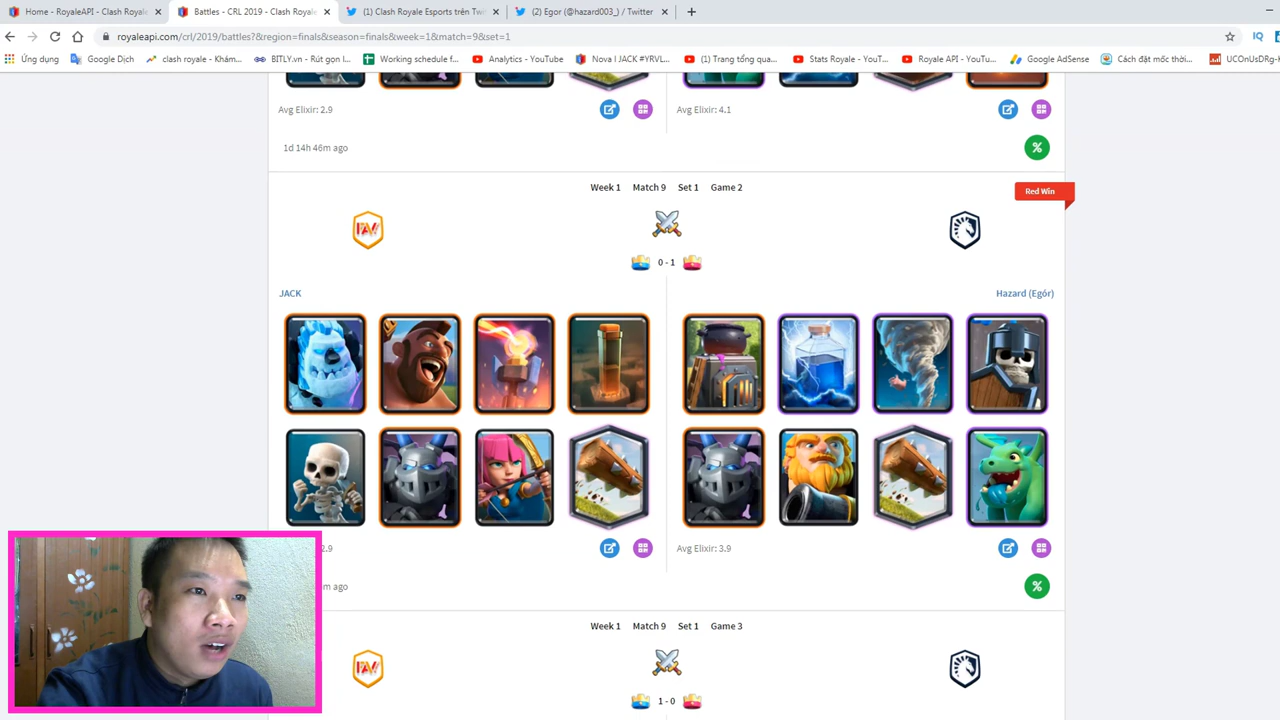 Home - RoyaleAPI - Clash Royale
Battles - CRL 2019 - Clash Royale
(1) Clash Royale Esports trên Twi
(2) Egor (@hazard003_) / Twitter
royaleapi.com/crl/2019/battles?&region=finals&season=finals&week=1&match=9&set=1
IQ
Ứng dụng
Google Dịch
clash royale - Khám...
BITLY.vn - Rút gọn l...
Working schedule f...
Analytics - YouTube
Nova l JACK #YRVL...
(1) Trang tổng qua...
Stats Royale - YouT...
Royale API - YouTu...
Google AdSense
Cách đặt mốc thời...
UCOnUsDRg-K
Avg Elixir: 2.9
Avg Elixir: 4.1
1d 14h 46m ago
%
Week 1 Match 9 Set 1 Game 2
Red Win
0 - 1
JACK
Hazard (Egór)
2.9
Avg Elixir: 3.9
m ago
%
Week 1 Match 9 Set 1 Game 3
1 - 0